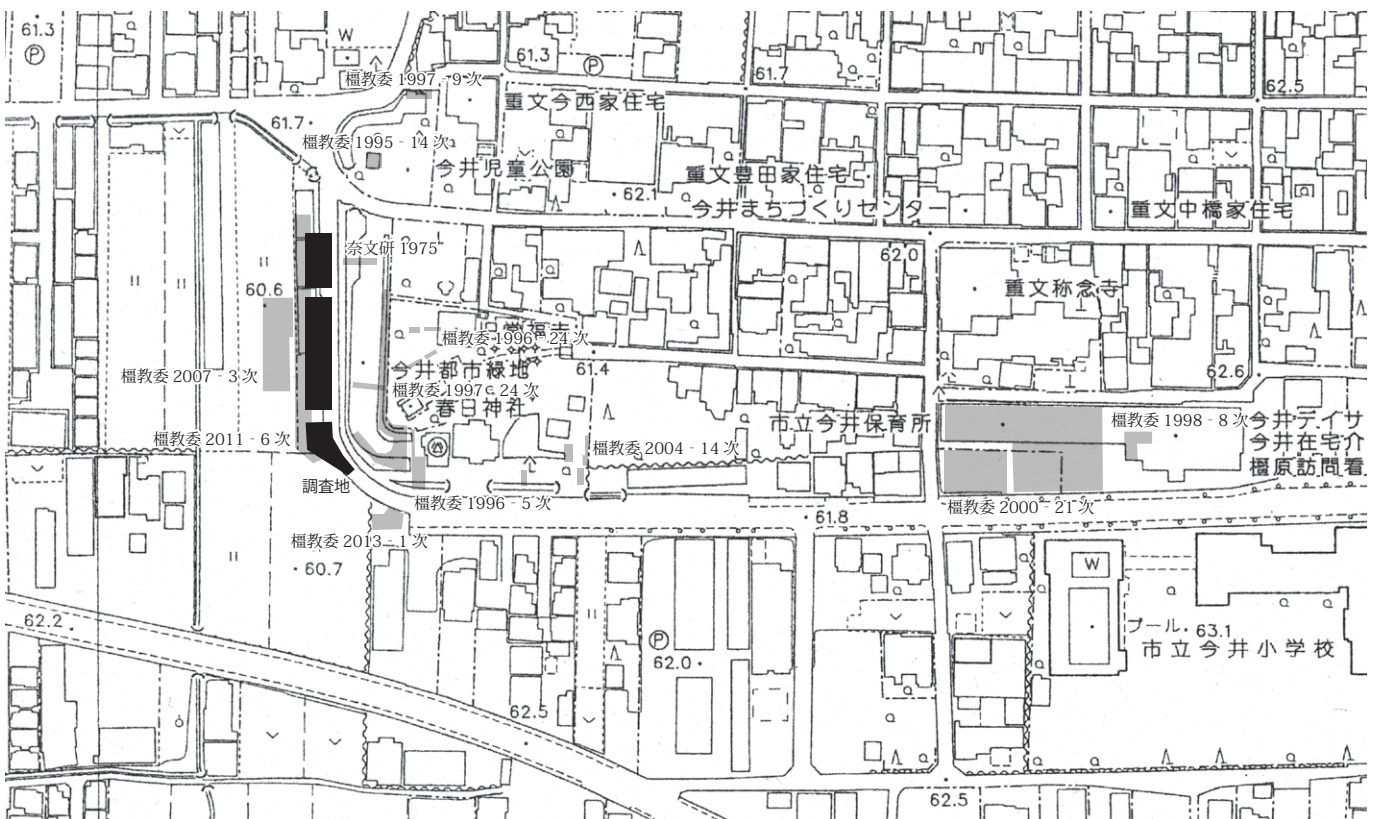 61.3
Ⓟ
W
61.3
Ⓟ
61.7
62.5
橿教委 1997 - 9 次
重文今西家住宅
61.7
橿教委 1995 - 14 次
今井児童公園
重文豊田家住宅
62.1
今井まちづくりセンター
重文中橋家住宅
奈文研 1975
62.0
60.6
重文称念寺
橿教委 1996 - 24 次
橿教委 2007 - 3 次
今井都市緑地
61.4
62.6
橿教委 1997 - 24 次
春日神社
市立今井保育所
橿教委 1998 - 8 次
今井デイサ
橿教委 2011 - 6 次
橿教委 2004 - 14 次
今井在宅介
橿原訪問看
調査地
橿教委 1996 - 5 次
橿教委 2000 - 21 次
61.8
橿教委 2013 - 1 次
60.7
W
62.2
Ⓟ
62.0
プール
63.1
市立今井小学校
62.5
62.5